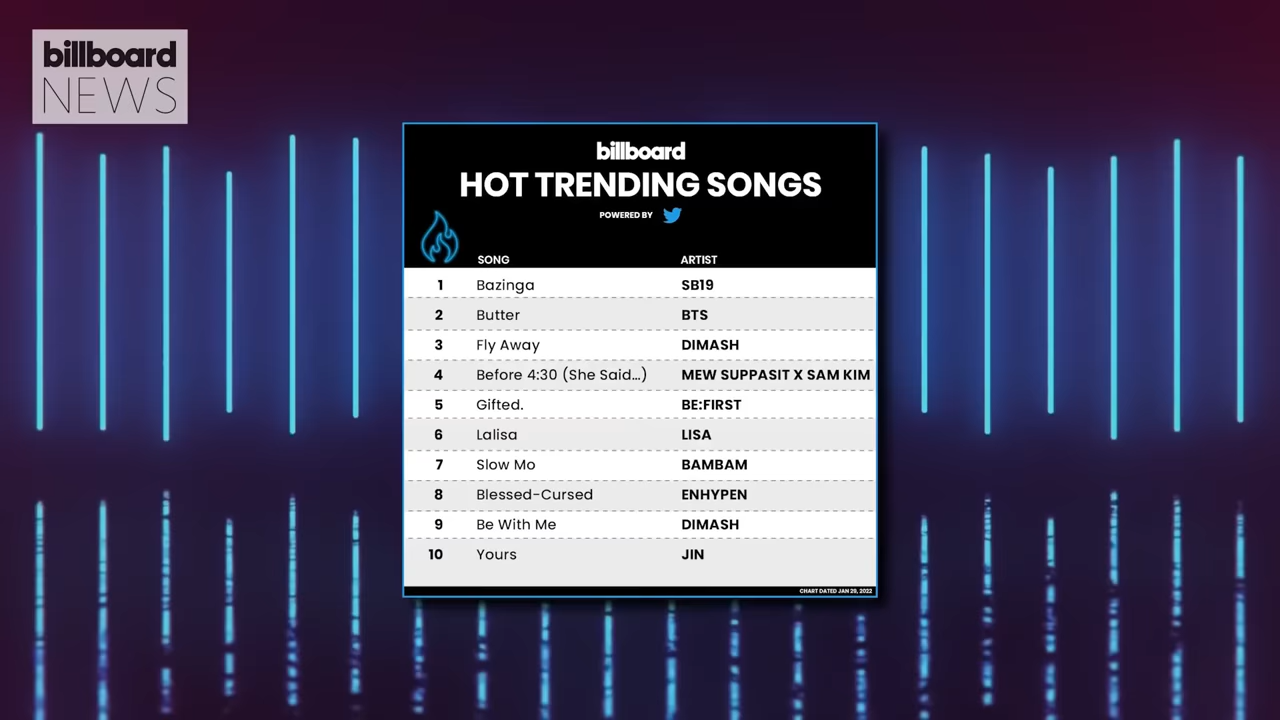 billboard
NEWS
billboard
HOT TRENDING SONGS
POWERED BY
SONG ARTIST
1 Bazinga SB19
2 Butter BTS
3 Fly Away DIMASH
4 Before 4:30 (She Said...) MEW SUPPASIT X SAM KIM
5 Gifted. BE:FIRST
6 Lalisa LISA
7 Slow Mo BAMBAM
8 Blessed-Cursed ENHYPEN
9 Be With Me DIMASH
10 Yours JIN
CHART DATED JAN 29, 2022